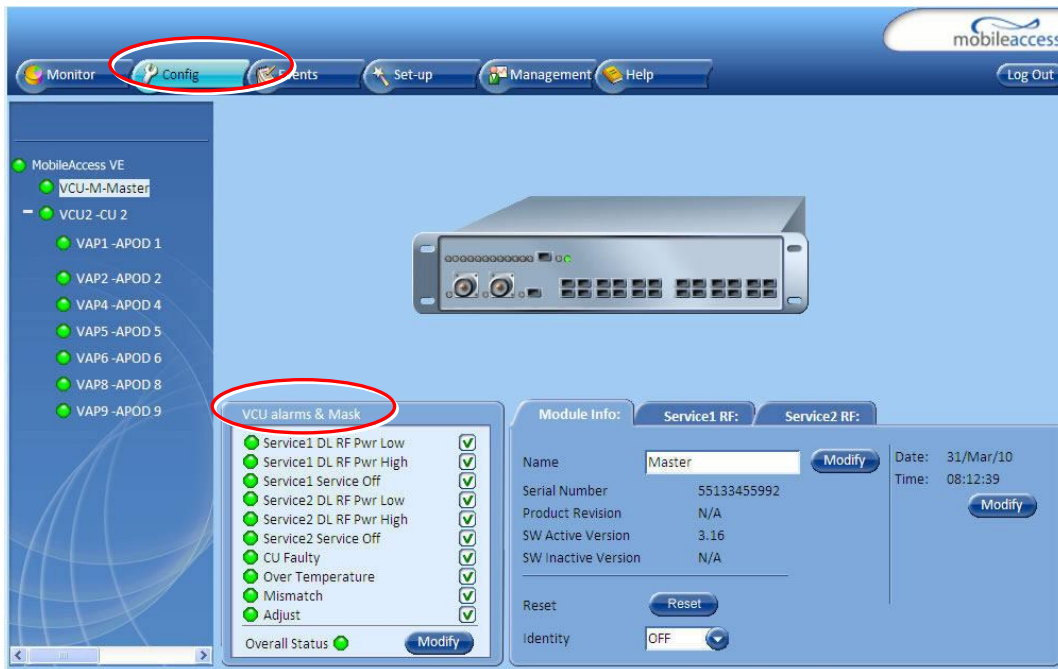 mobileaccess
Monitor
Config
Events
Set-up
Management
Help
Log Out
MobileAccess VE
VCU-M-Master
VCU2 -CU 2
VAP1 -APOD 1
VAP2 -APOD 2
VAP4 -APOD 4
VAP5 -APOD 5
VAP6 -APOD 6
VAP8 -APOD 8
VAP9 -APOD 9
VCU alarms & Mask
Service1 DL RF Pwr Low
Service1 DL RF Pwr High
Service1 Service Off
Service2 DL RF Pwr Low
Service2 DL RF Pwr High
Service2 Service Off
CU Faulty
Over Temperature
Mismatch
Adjust
Overall Status Modify
Module Info: Service1 RF: Service2 RF:
Name Master Modify
Serial Number 55133455992
Product Revision N/A
SW Active Version 3.16
SW Inactive Version N/A
Reset Reset
Identity OFF
Date: 31/Mar/10
Time: 08:12:39
Modify